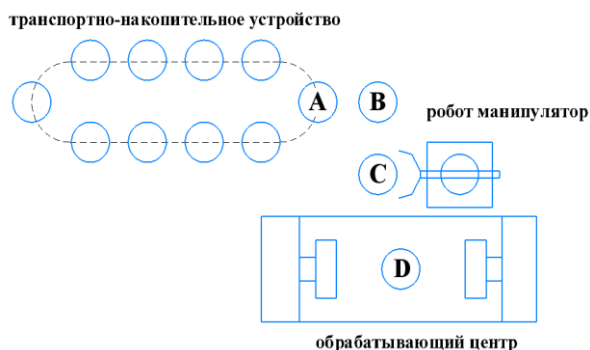 транспортно-накопительное устройство
A
B
робот манипулятор
C
D
обрабатывающий центр